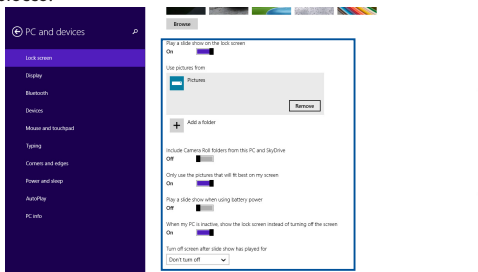 PC and devices
Lock screen
Display
Bluetooth
Devices
Mouse and touchpad
Typing
Corners and edges
Power and sleep
AutoPlay
PC info
Browse
Play a slide show on the lock screen
On
Use pictures from
Pictures
Remove
Add a folder
Include Camera Roll folders from this PC and SkyDrive
Off
Only use the pictures that will fit best on my screen
On
Play a slide show when using battery power
Off
When my PC is inactive, show the lock screen instead of turning off the screen
On
Turn off screen after slide show has played for
Don't turn off